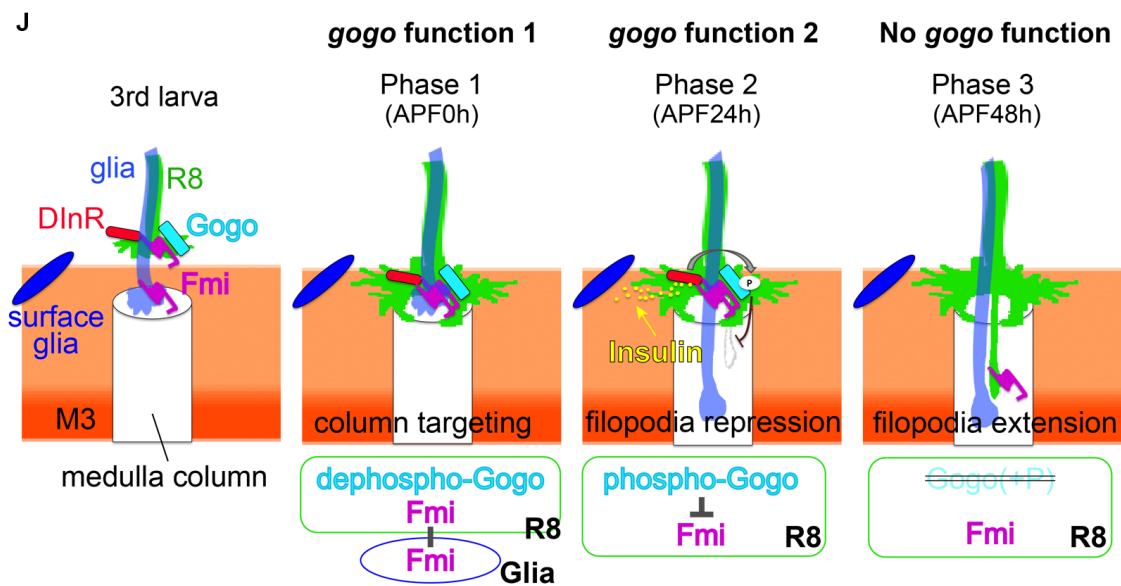 J
gogo function 1
gogo function 2
No gogo function
3rd larva
Phase 1
(APF0h)
Phase 2
(APF24h)
Phase 3
(APF48h)
glia
R8
DInR
Gogo
Fmi
surface
glia
P
Insulin
M3
column targeting
filopodia repression
filopodia extension
medulla column
dephospho-Gogo
Fmi
R8
Fmi
Glia
phospho-Gogo
Fmi
R8
Gogo(+P)
Fmi
R8